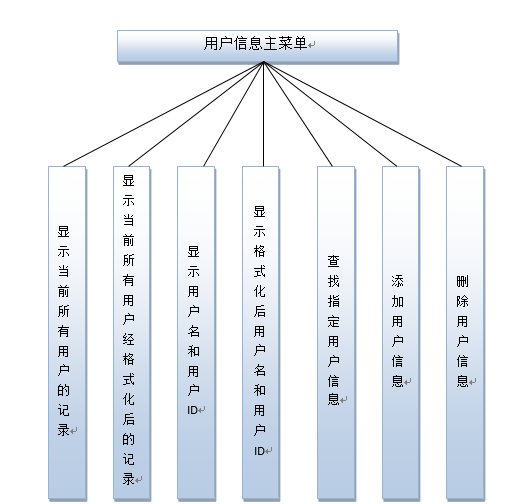 用户信息主菜单
显示当前所有用户的记录
显示当前所有用户经格式化后的记录
显示用户名和用户ID
显示格式化后用户名和用户ID
查找指定用户信息
添加用户信息
删除用户信息